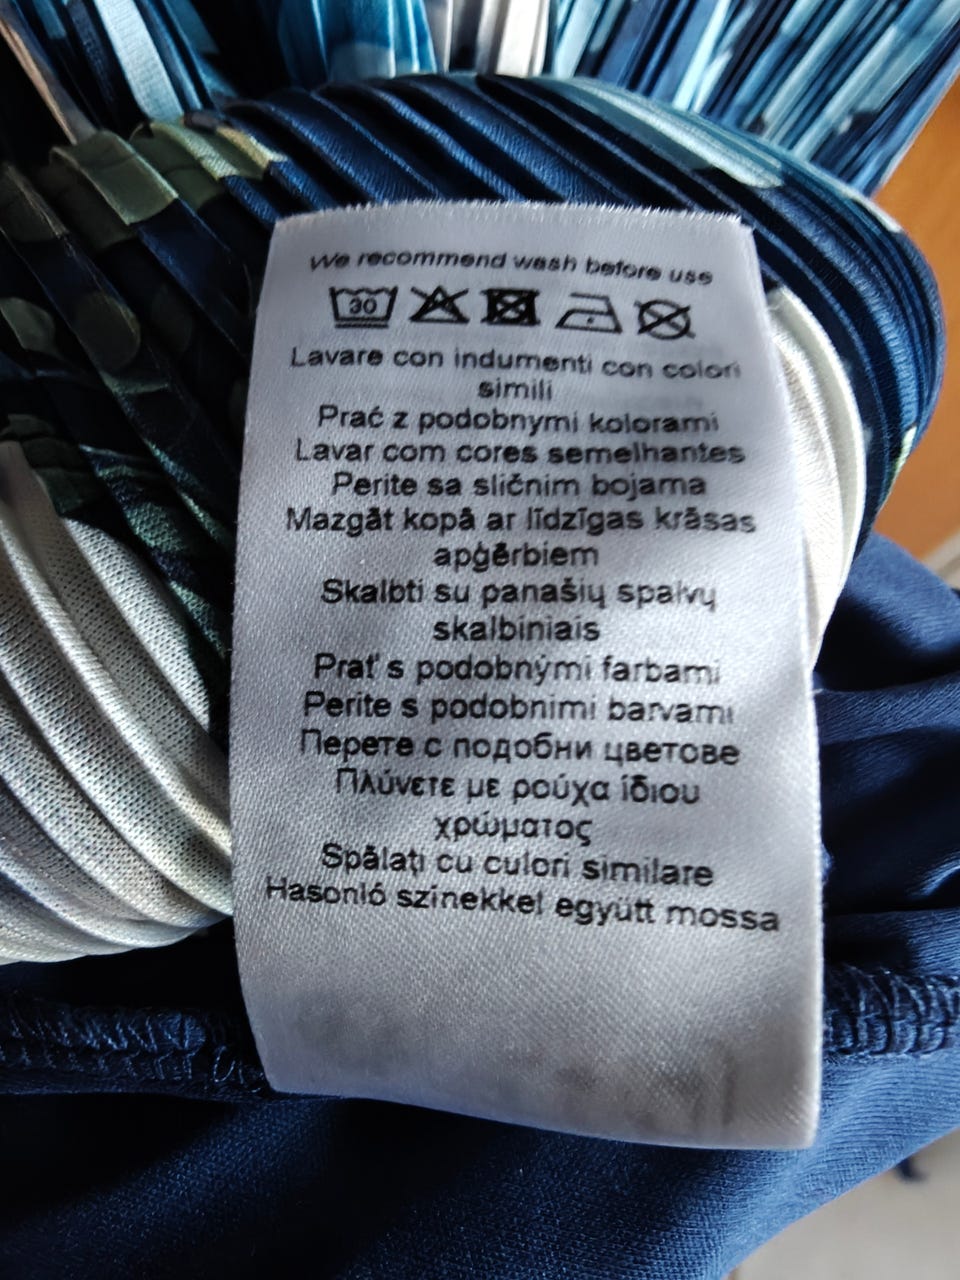 We recommend wash before use
30
Lavare con indumenti con colori
simili
Prać z podobnymi kolorami
Lavar com cores semelhantes
Perite sa sličnim bojama
Mazgāt kopā ar līdzīgas krāsas
apģērbiem
Skalbti su panašių spalvų
skalbiniais
Prať s podobnými farbami
Perite s podobnimi barvami
Перете с подобни цветове
Πλύνετε με ρούχα ίδιου
χρώματος
Spălați cu culori similare
Hasonló színekkel együtt mossa